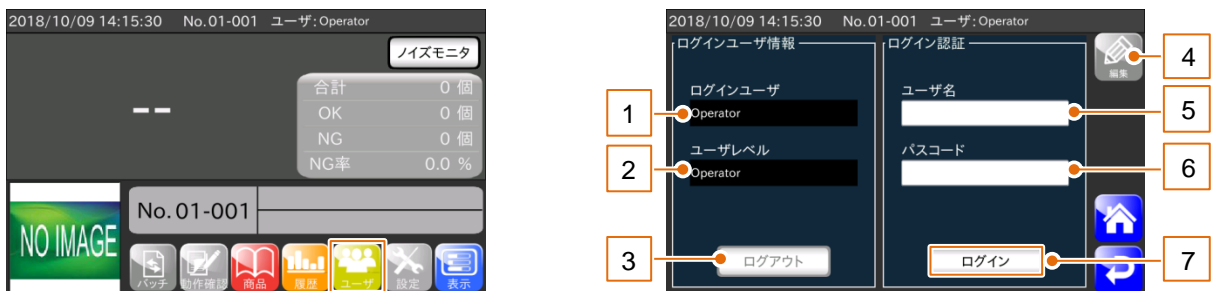 2018/10/09 14:15:30 No.01-001 ユーザ:Operator
ノイズモニタ
--
合計 0 個
OK 0 個
NG 0 個
NG率 0.0 %
NO IMAGE
No.01-001
バッチ 動作確認 商品 履歴 ユーザ 設定 表示
2018/10/09 14:15:30 No.01-001 ユーザ:Operator
ログインユーザ情報
ログインユーザ
Operator
ユーザレベル
Operator
ログアウト
ログイン認証
ユーザ名
パスコード
ログイン
編集
1
2
3
4
5
6
7